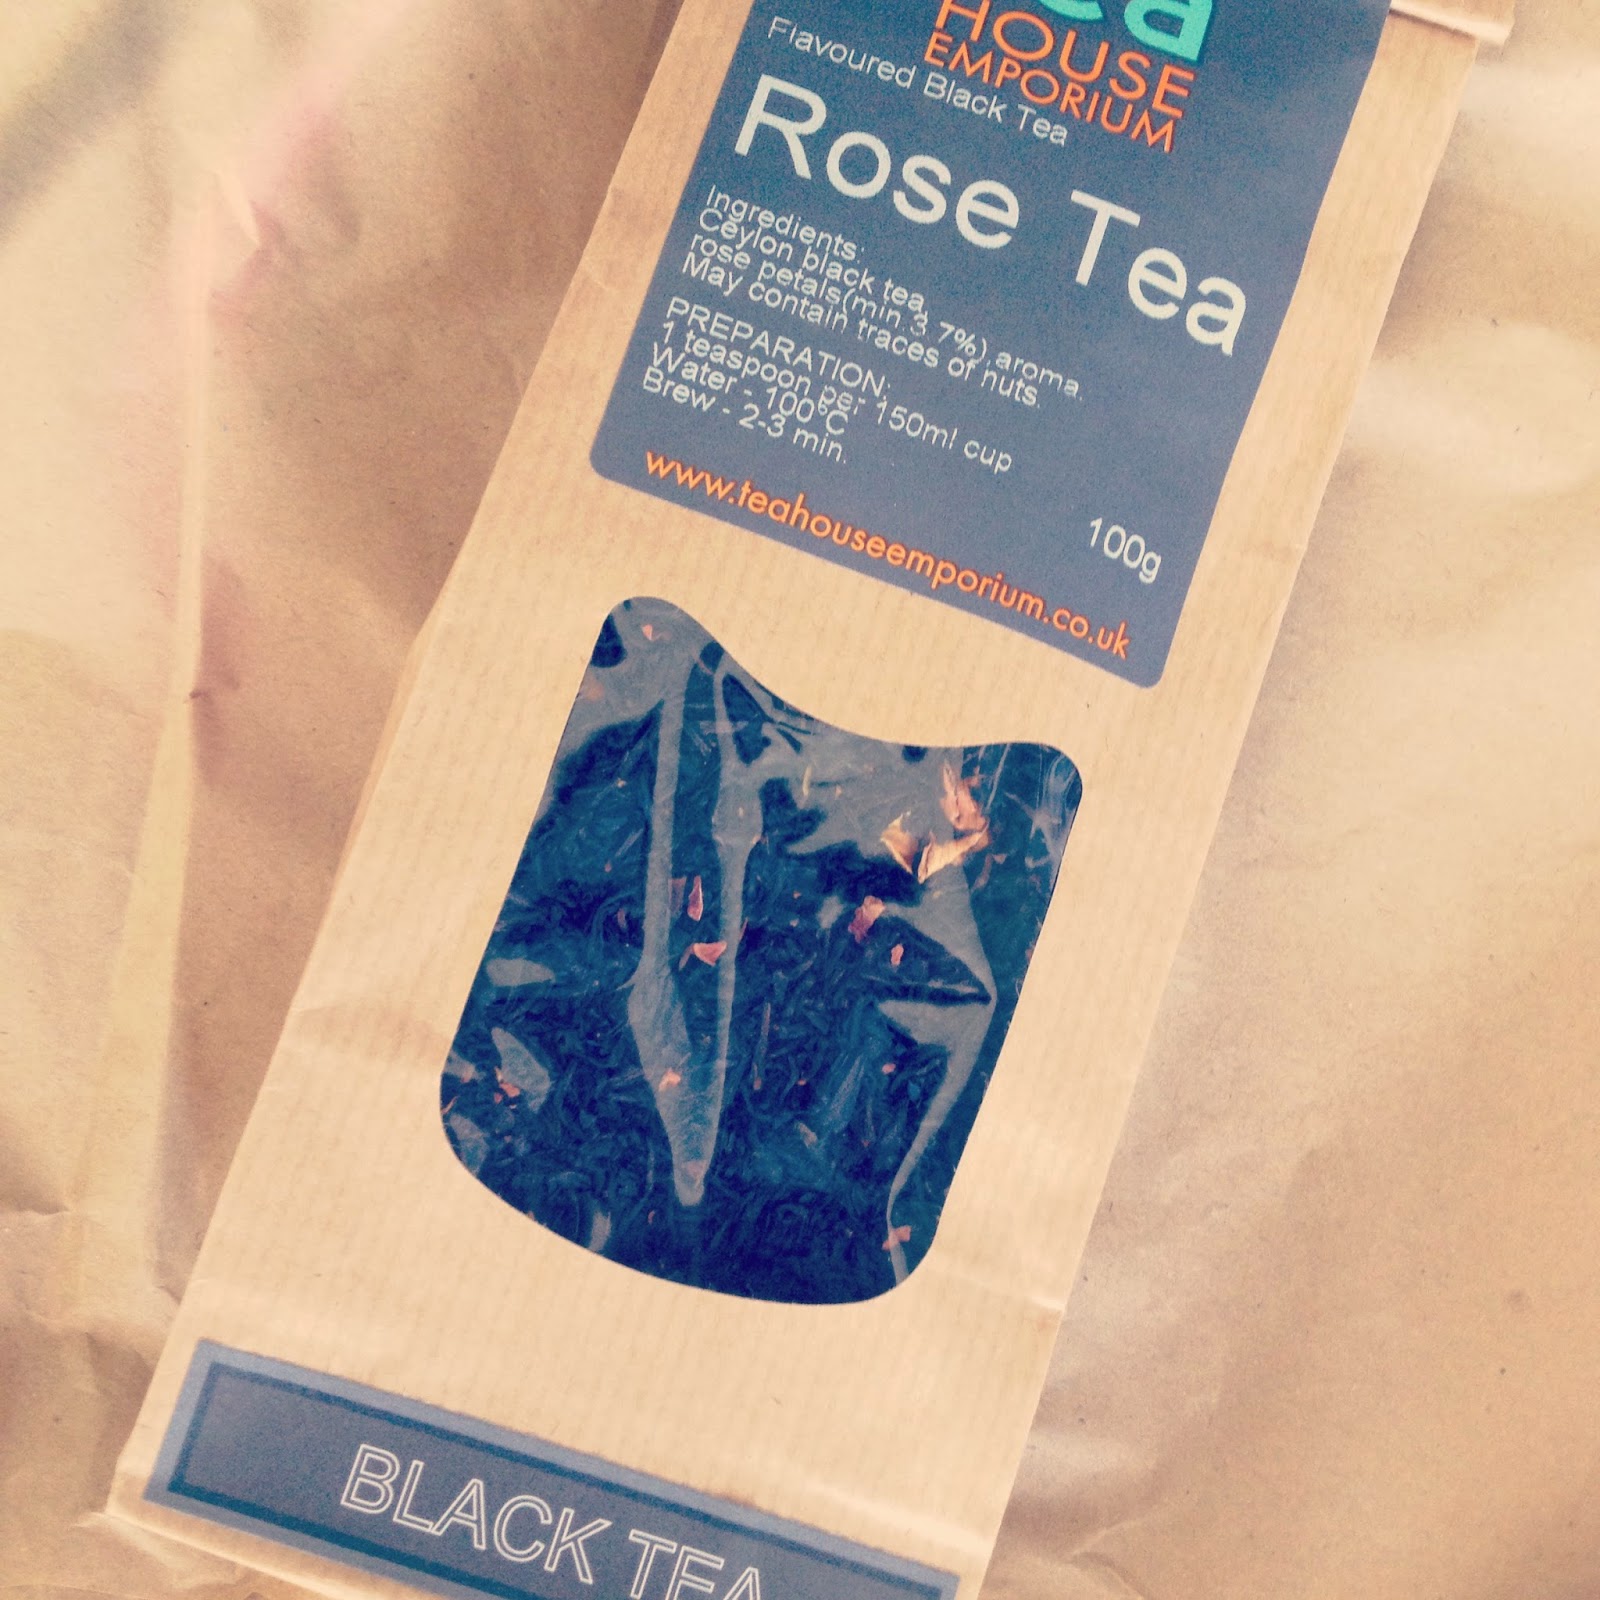 HOUSE
EMPORIUM
Flavoured Black Tea
Rose Tea
Ingredients:
Ceylon black tea,
rose petals(min.3,7%),aroma.
May contain traces of nuts.
PREPARATION:
1 teaspoon per 150ml cup
Water - 100°C
Brew - 2-3 min.
100g
www.teahouseemporium.co.uk
BLACK TEA